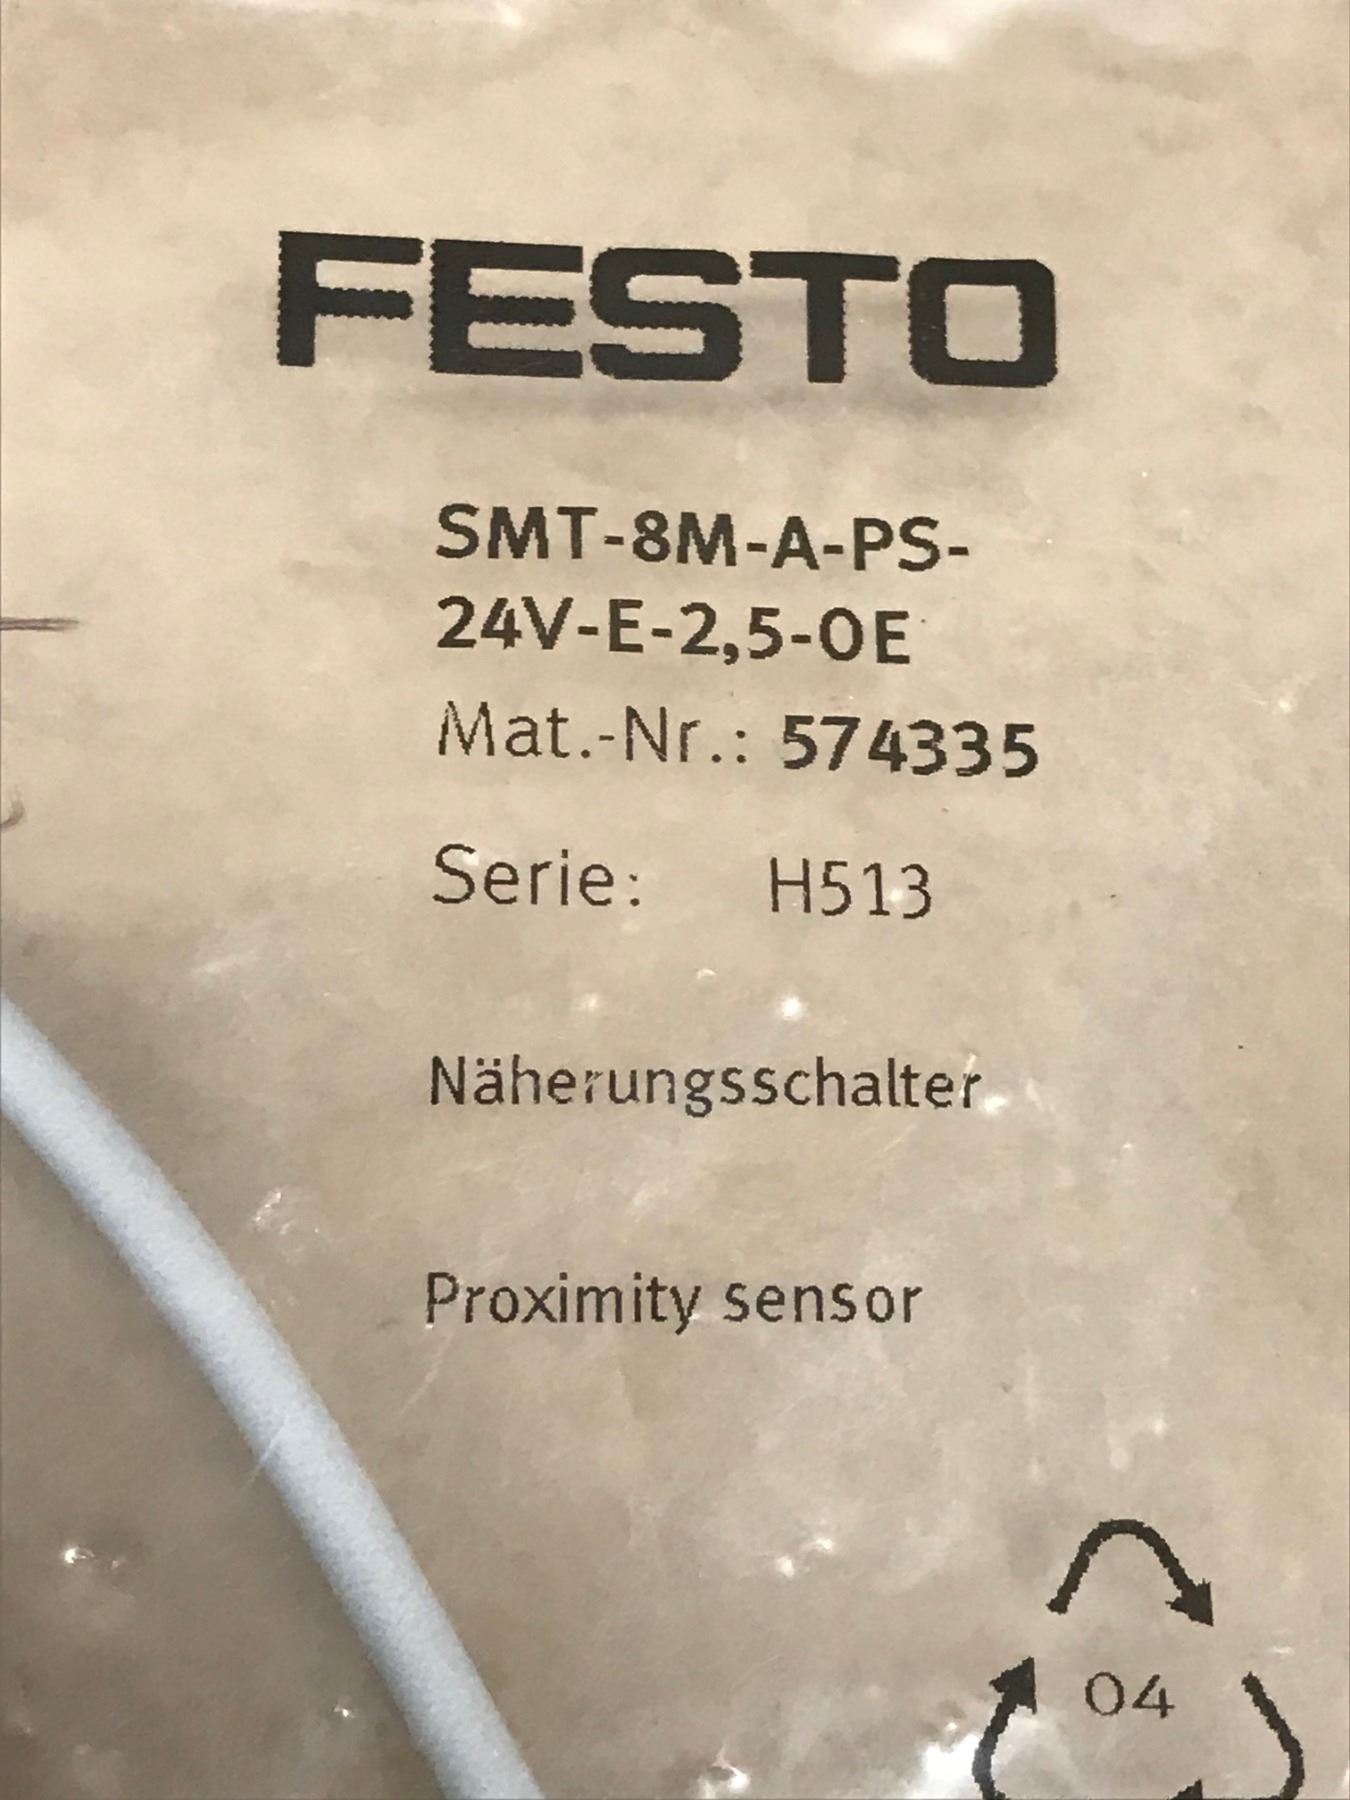 FESTO
SMT-8M-A-PS-
24V-E-2,5-OE
Mat.-Nr.: 574335
Serie: H513
Näherungsschalter
Proximity sensor
04